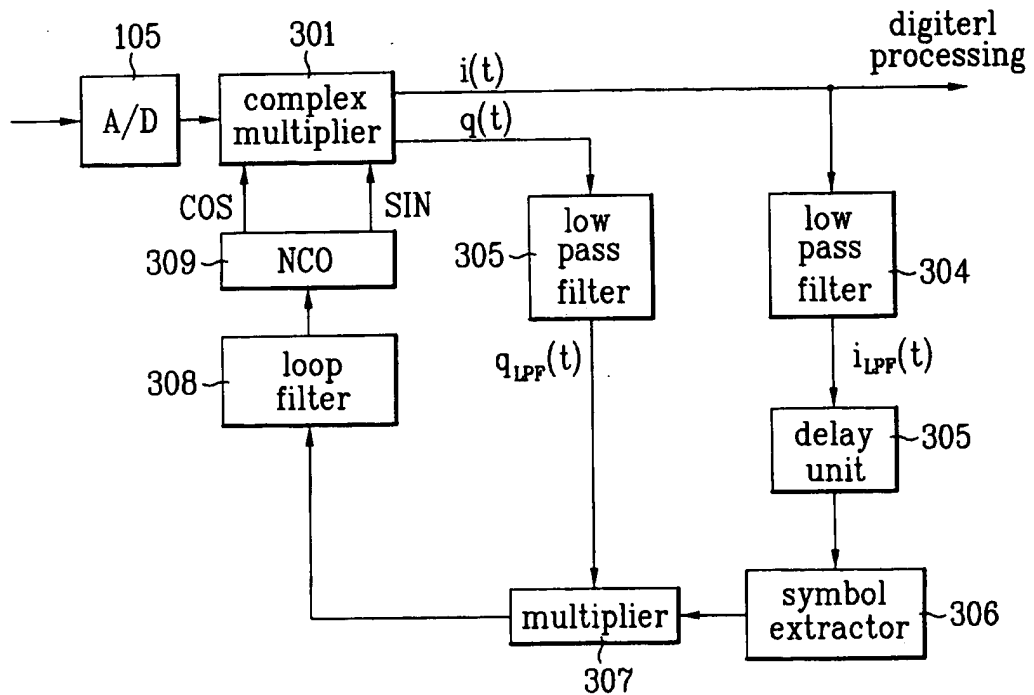 digiterl
processing
105
301
A/D
complex
multiplier
i(t)
q(t)
COS
SIN
309
NCO
305
low
pass
filter
low
pass
filter
304
308
loop
filter
qLPF(t)
iLPF(t)
delay
unit
305
multiplier
307
symbol
extractor
306